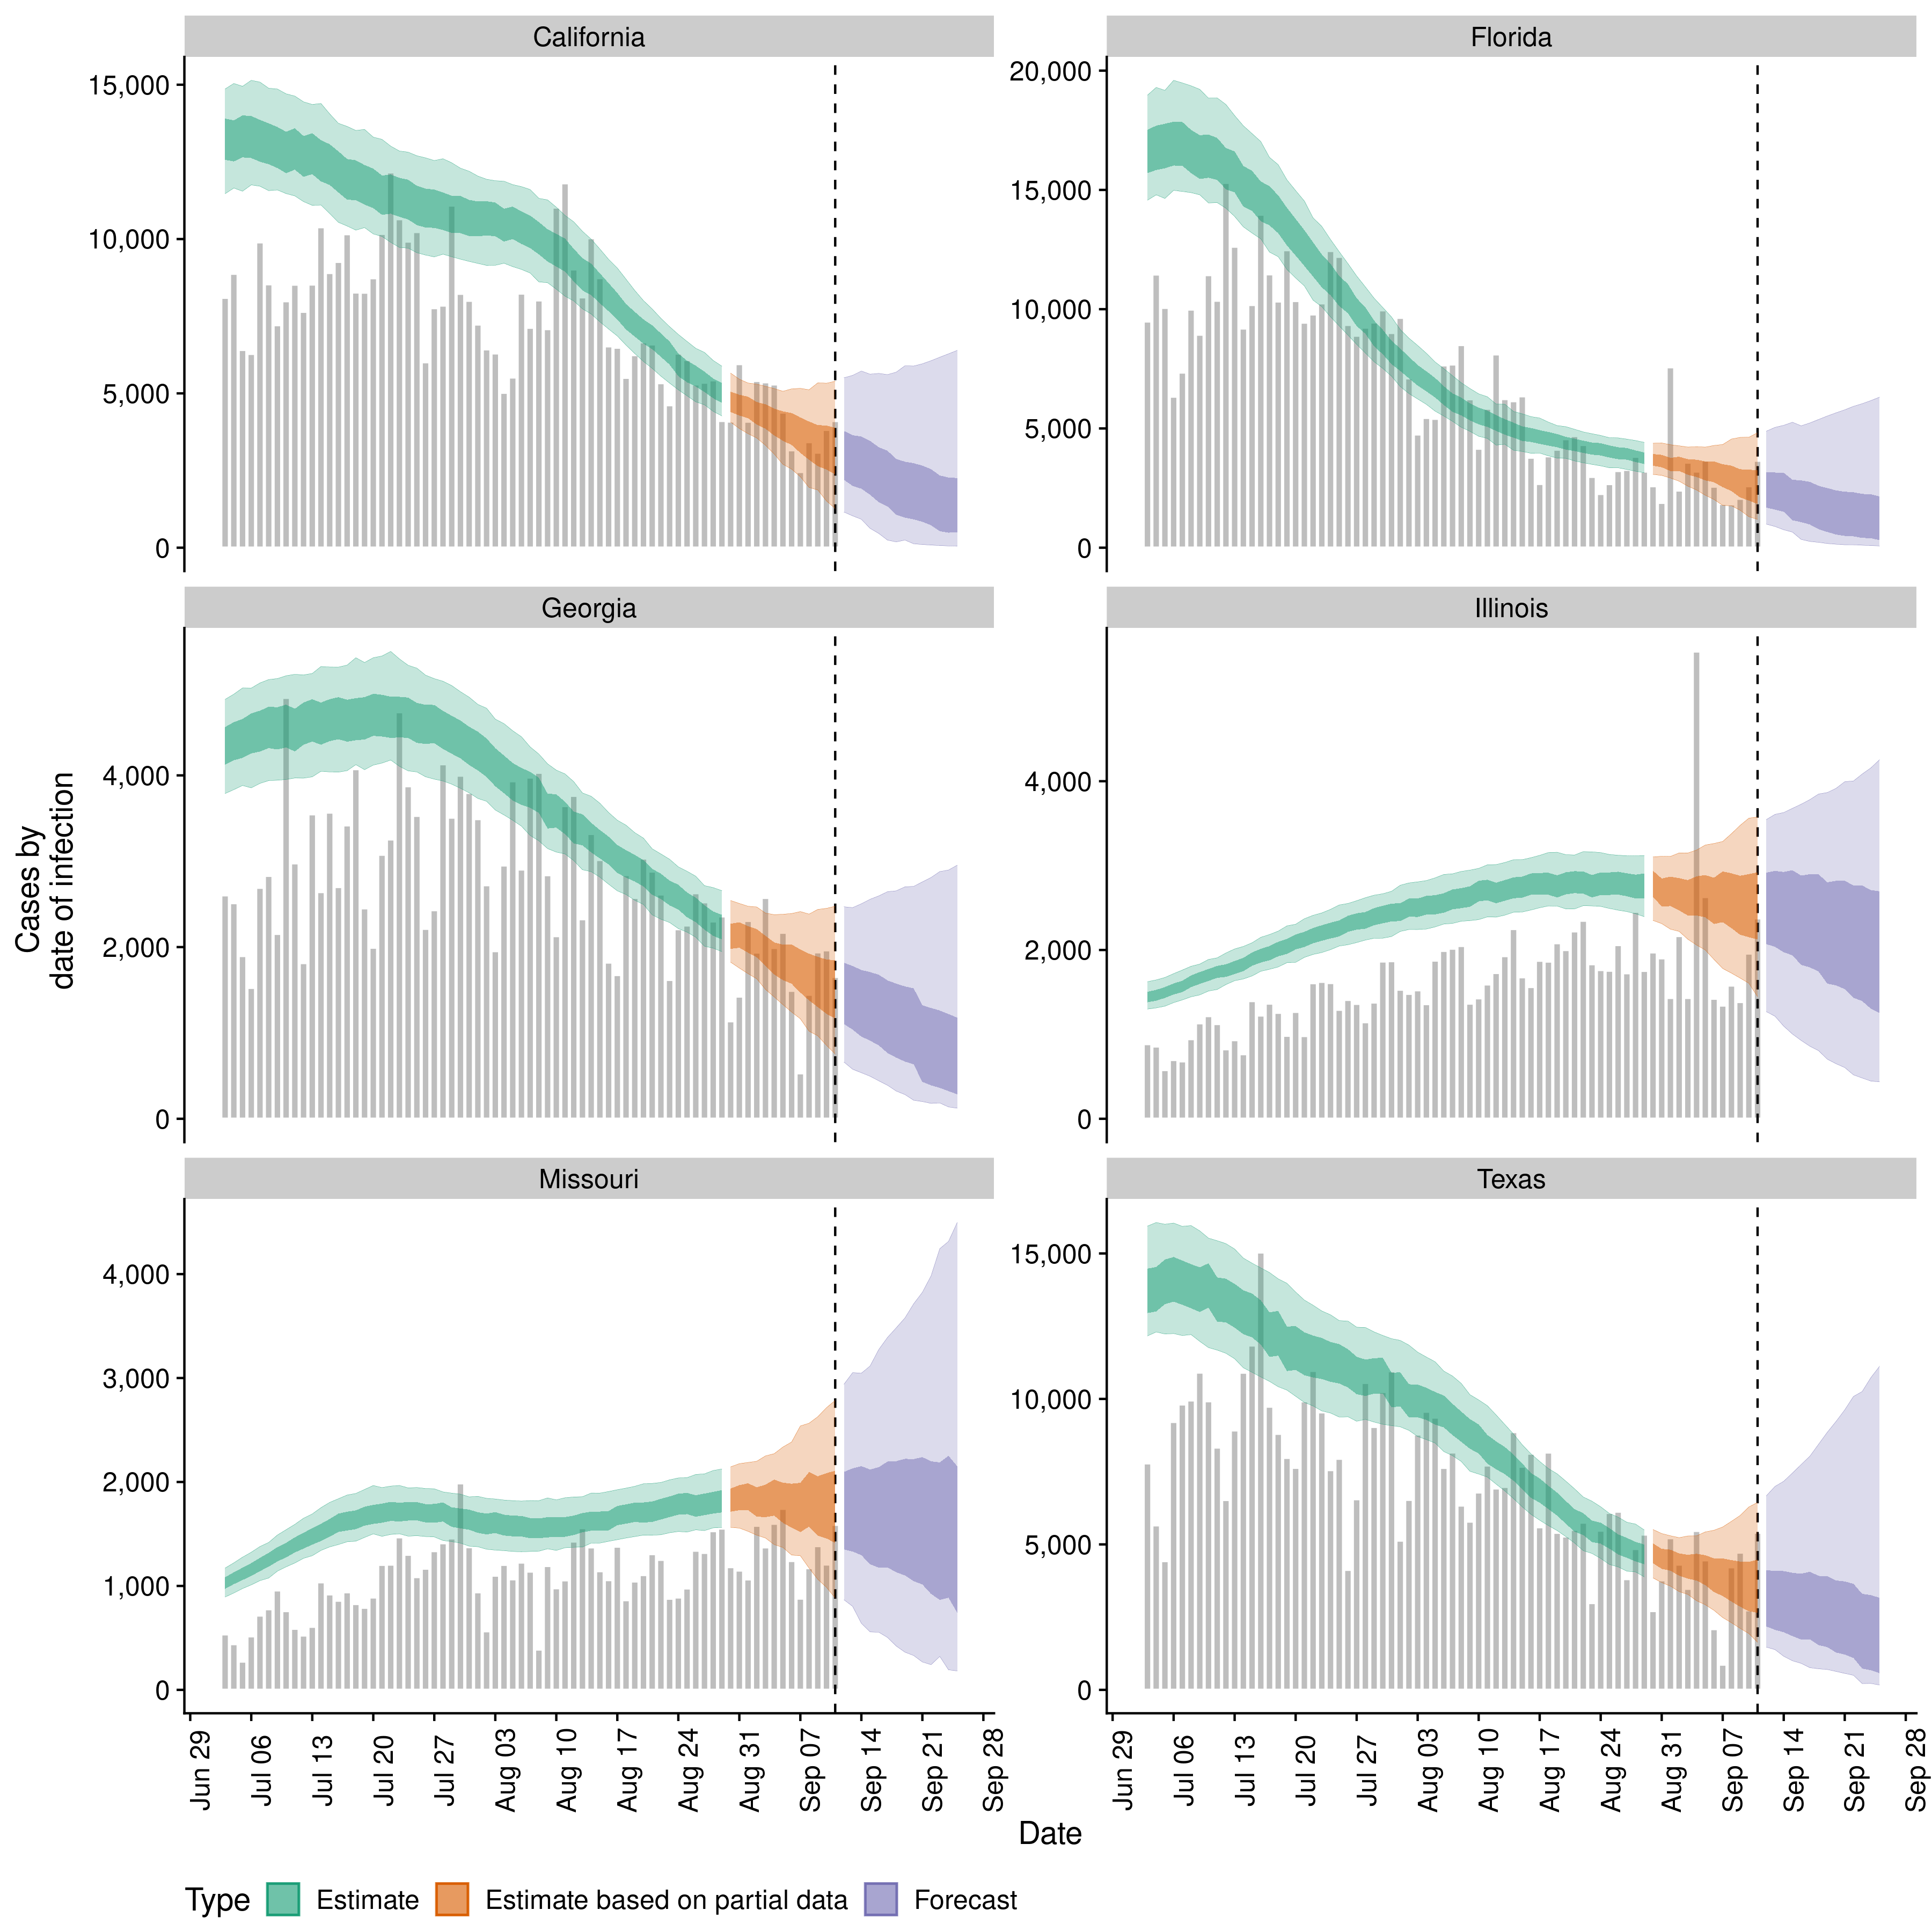 California
Florida
15,000
10,000
5,000
0
20,000
15,000
10,000
5,000
0
Georgia
Illinois
4,000
2,000
0
4,000
2,000
0
Cases by
date of infection
Missouri
Texas
4,000
3,000
2,000
1,000
0
15,000
10,000
5,000
0
Jun 29
Jul 06
Jul 13
Jul 20
Jul 27
Aug 03
Aug 10
Aug 17
Aug 24
Aug 31
Sep 07
Sep 14
Sep 21
Sep 28
Jun 29
Jul 06
Jul 13
Jul 20
Jul 27
Aug 03
Aug 10
Aug 17
Aug 24
Aug 31
Sep 07
Sep 14
Sep 21
Sep 28
Date
Type Estimate Estimate based on partial data Forecast